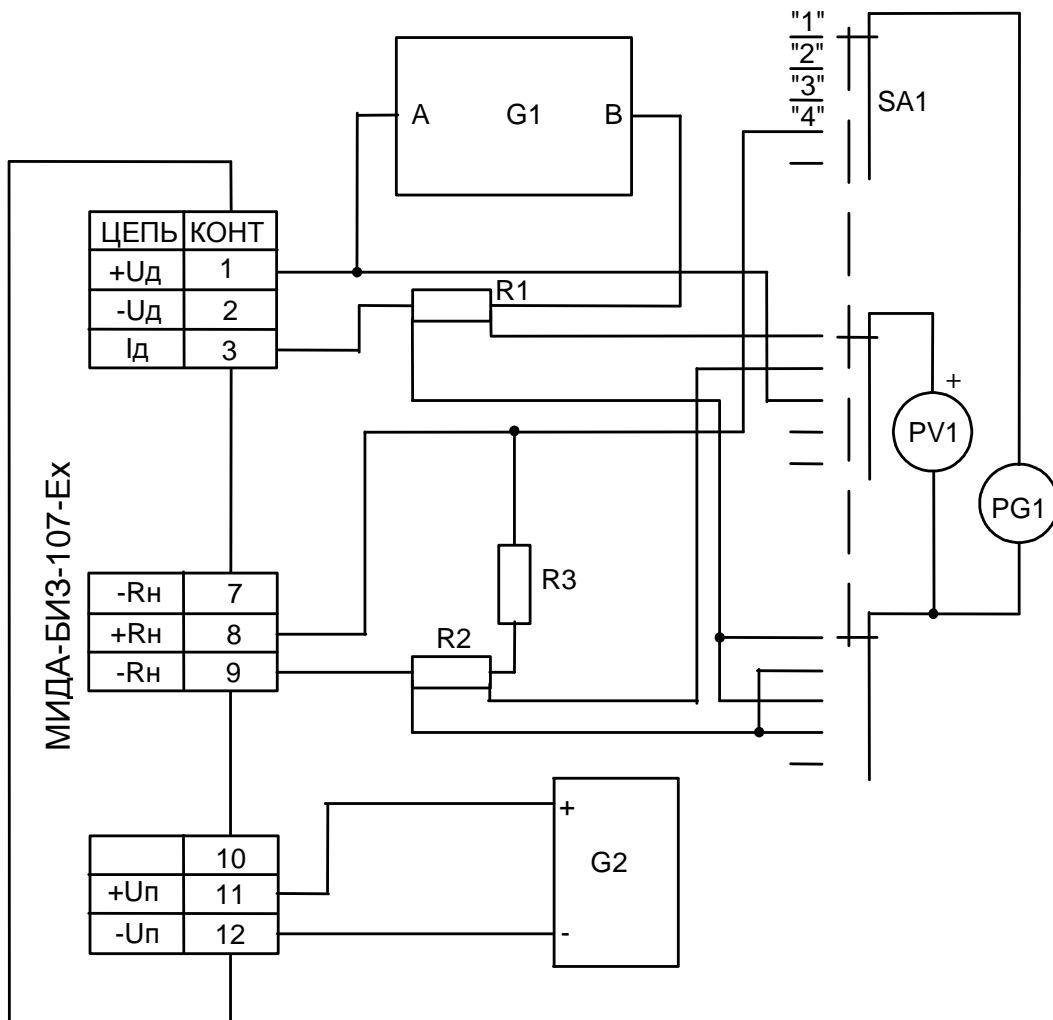 "1"
"2"
"3"
"4"
SA1
A G1 B
ЦЕПЬ КОНТ
+Uд 1
-Uд 2
Iд 3
R1
+
PV1
PG1
МИДА-БИЗ-107-Ex
-Rн 7
+Rн 8
-Rн 9
R3
R2
10
+Uп 11
-Uп 12
+
G2
-